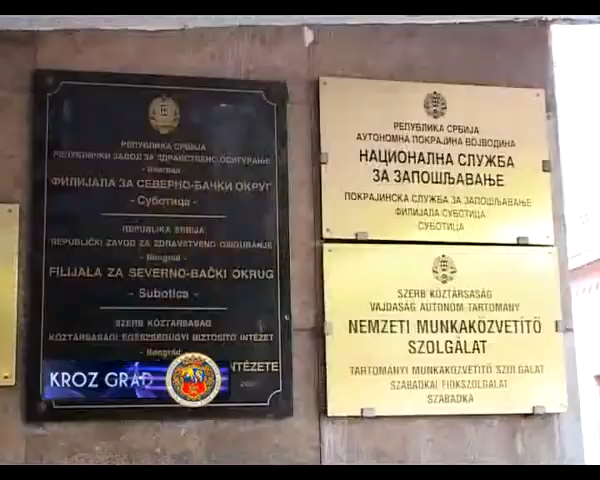 РЕПУБЛИКА СРБИЈА
РЕПУБЛИЧКИ ЗАВОД ЗА ЗДРАВСТВЕНО ОСИГУРАЊЕ
- Београд -
ФИЛИЈАЛА ЗА СЕВЕРНО-БАЧКИ ОКРУГ
- Суботица -
REPUBLIKA SRBIJA
REPUBLIČKI ZAVOD ZA ZDRAVSTVENO OSIGURANJE
- Beograd -
FILIJALA ZA SEVERNO-BAČKI OKRUG
- Subotica -
SZERB KÖZTÁRSASÁG
KÖZTÁRSASÁGI EGÉSZSÉGÜGYI BIZTOSÍTÓ INTÉZET
- Beograd -
INTÉZETE
KROZ GRAD
РЕПУБЛИКА СРБИЈА
АУТОНОМНА ПОКРАЈИНА ВОЈВОДИНА
НАЦИОНАЛНА СЛУЖБА
ЗА ЗАПОШЉАВАЊЕ
ПОКРАЈИНСКА СЛУЖБА ЗА ЗАПОШЉАВАЊЕ
ФИЛИЈАЛА СУБОТИЦА
СУБОТИЦА
SZERB KÖZTÁRSASÁG
VAJDASÁG AUTONÓM TARTOMÁNY
NEMZETI MUNKAKÖZVETÍTŐ
SZOLGÁLAT
TARTOMÁNYI MUNKAKÖZVETÍTŐ SZOLGÁLAT
SZABADKAI FIÓKSZOLGÁLAT
SZABADKA